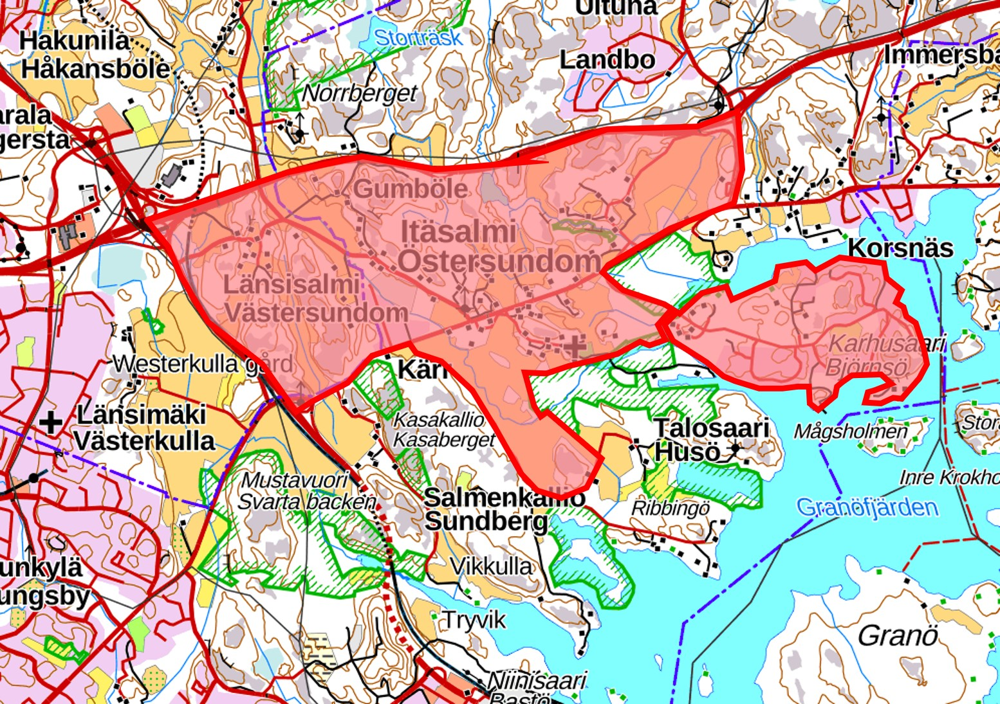 Ultuna
Storträsk
Hakunila
Håkansböle
Landbo
Immersba
Norrberget
arala
gersta
Gumböle
Itäsalmi
Östersundom
Korsnäs
Länsisalmi
Västersundom
Karhusaari
Björnsö
Westerkulla gård
Kärr
Länsimäki
Västerkulla
Kasakallio
Kasaberget
Talosaari
Husö
Mågsholmen
Stor
Inre Krokho
Mustavuori
Svarta backen
Salmenkallio
Sundberg
Ribbingö
Granöfjärden
unkylä
ungsby
Vikkulla
Tryvik
Granö
Niinisaari
Bastö